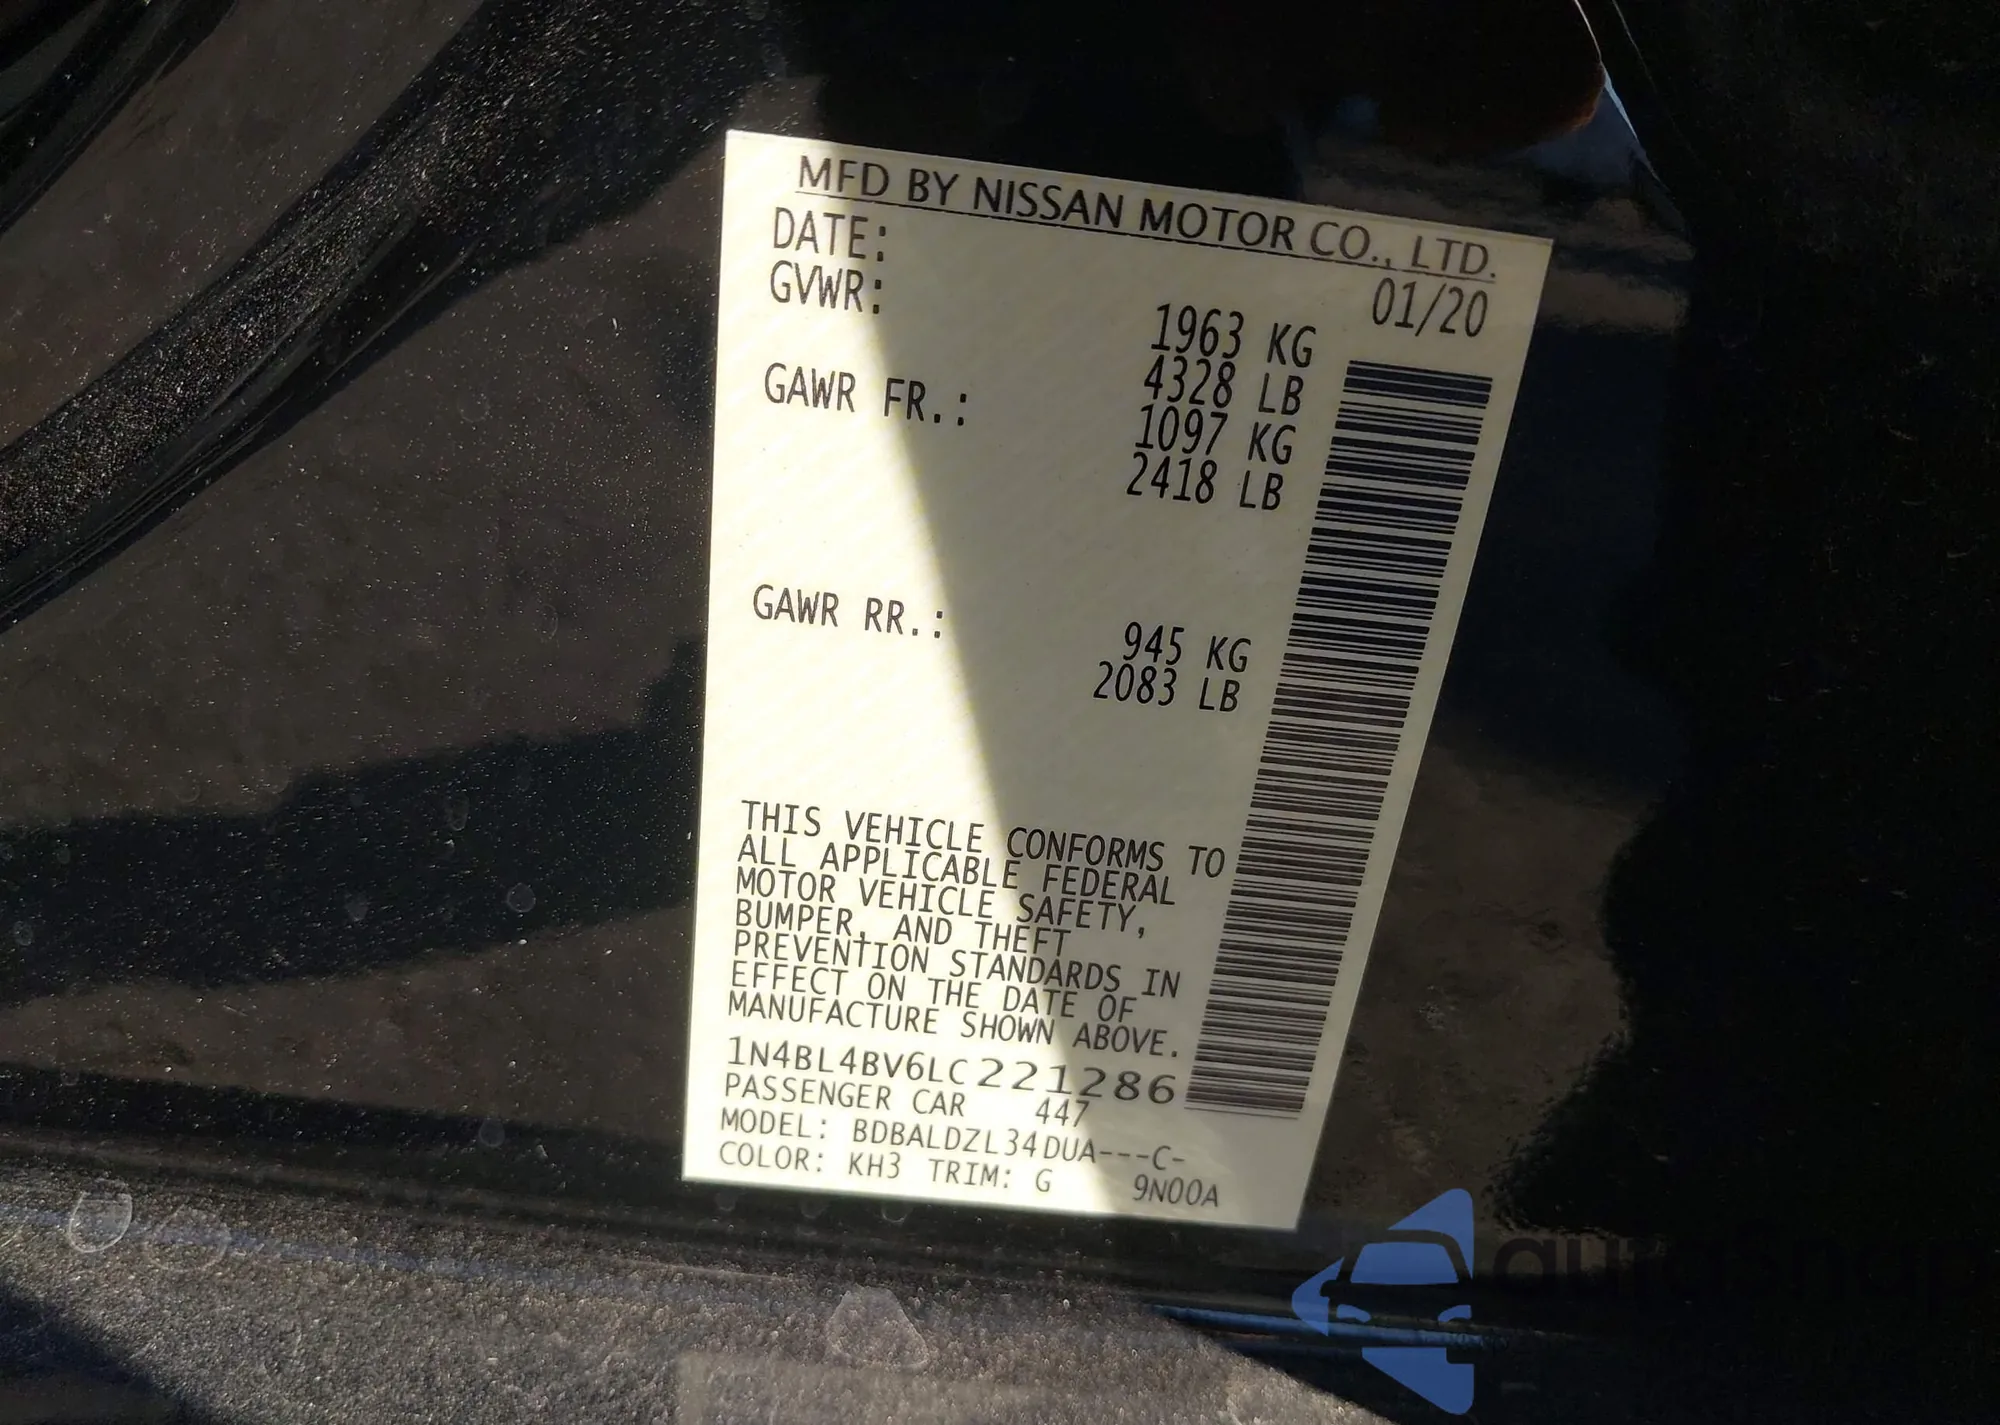 MFD BY NISSAN MOTOR CO., LTD.
DATE: 01/20
GVWR: 1963 KG
4328 LB
GAWR FR.: 1097 KG
2418 LB
GAWR RR.: 945 KG
2083 LB
THIS VEHICLE CONFORMS TO
ALL APPLICABLE FEDERAL
MOTOR VEHICLE SAFETY,
BUMPER, AND THEFT
PREVENTION STANDARDS IN
EFFECT ON THE DATE OF
MANUFACTURE SHOWN ABOVE.
1N4BL4BV6LC221286
PASSENGER CAR 447
MODEL: BDBALDZL34DUA---C-
COLOR: KH3 TRIM: G 9N00A